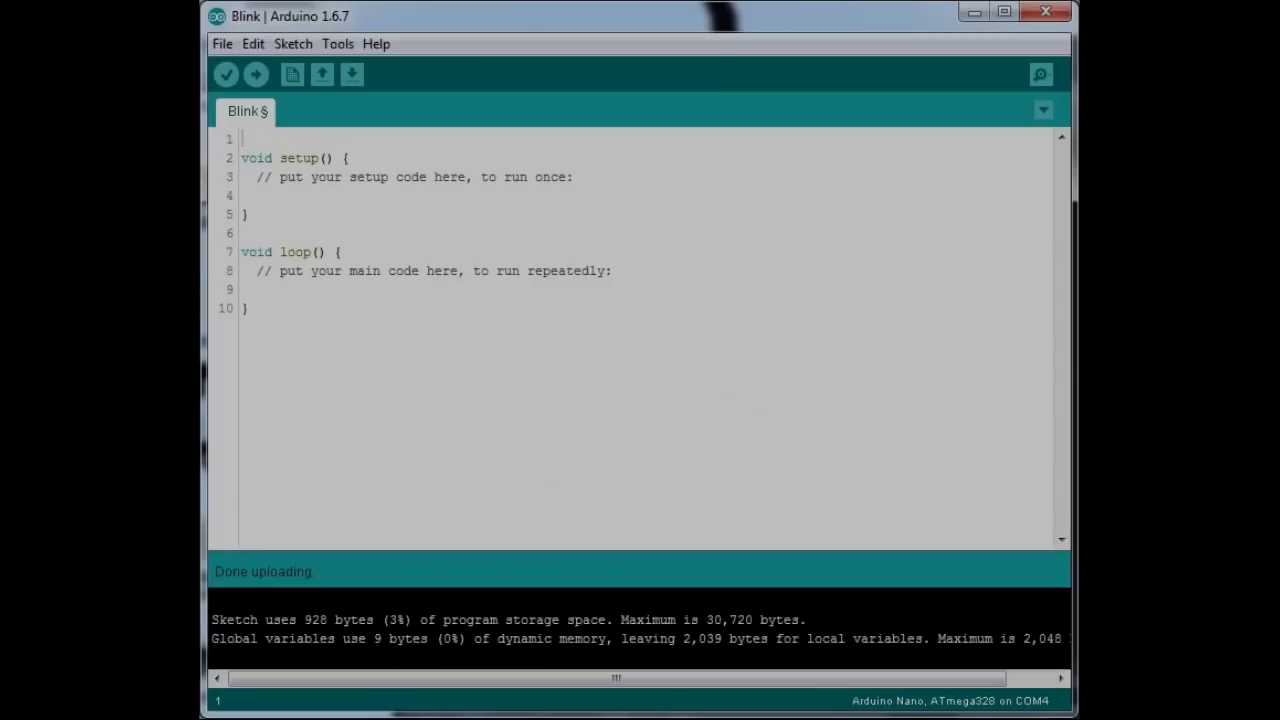 Blink | Arduino 1.6.7
File Edit Sketch Tools Help
Blink §
1
2 void setup() {
3 // put your setup code here, to run once:
4
5 }
6
7 void loop() {
8 // put your main code here, to run repeatedly:
9
10 }
Done uploading.
Sketch uses 928 bytes (3%) of program storage space. Maximum is 30,720 bytes.
Global variables use 9 bytes (0%) of dynamic memory, leaving 2,039 bytes for local variables. Maximum is 2,048
1 Arduino Nano, ATmega328 on COM4